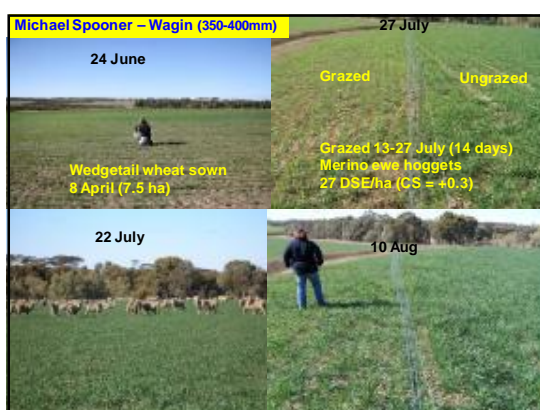 Michael Spooner – Wagin (350-400mm)
24 June
Wedgetail wheat sown
8 April (7.5 ha)
27 July
Grazed
Ungrazed
Grazed 13-27 July (14 days)
Merino ewe hoggets
27 DSE/ha (CS = +0.3)
22 July
10 Aug